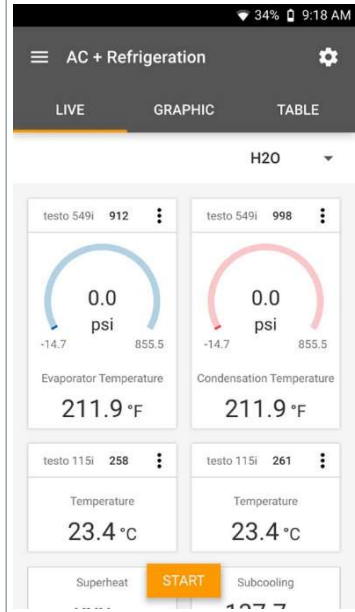 34% 9:18 AM
AC + Refrigeration
LIVE GRAPHIC TABLE
H2O
testo 549i 912
testo 549i 998
0.0
psi
-14.7 855.5
0.0
psi
-14.7 855.5
Evaporator Temperature
211.9 °F
Condensation Temperature
211.9 °F
testo 115i 258
testo 115i 261
Temperature
23.4 °C
Temperature
23.4 °C
Superheat
START
Subcooling